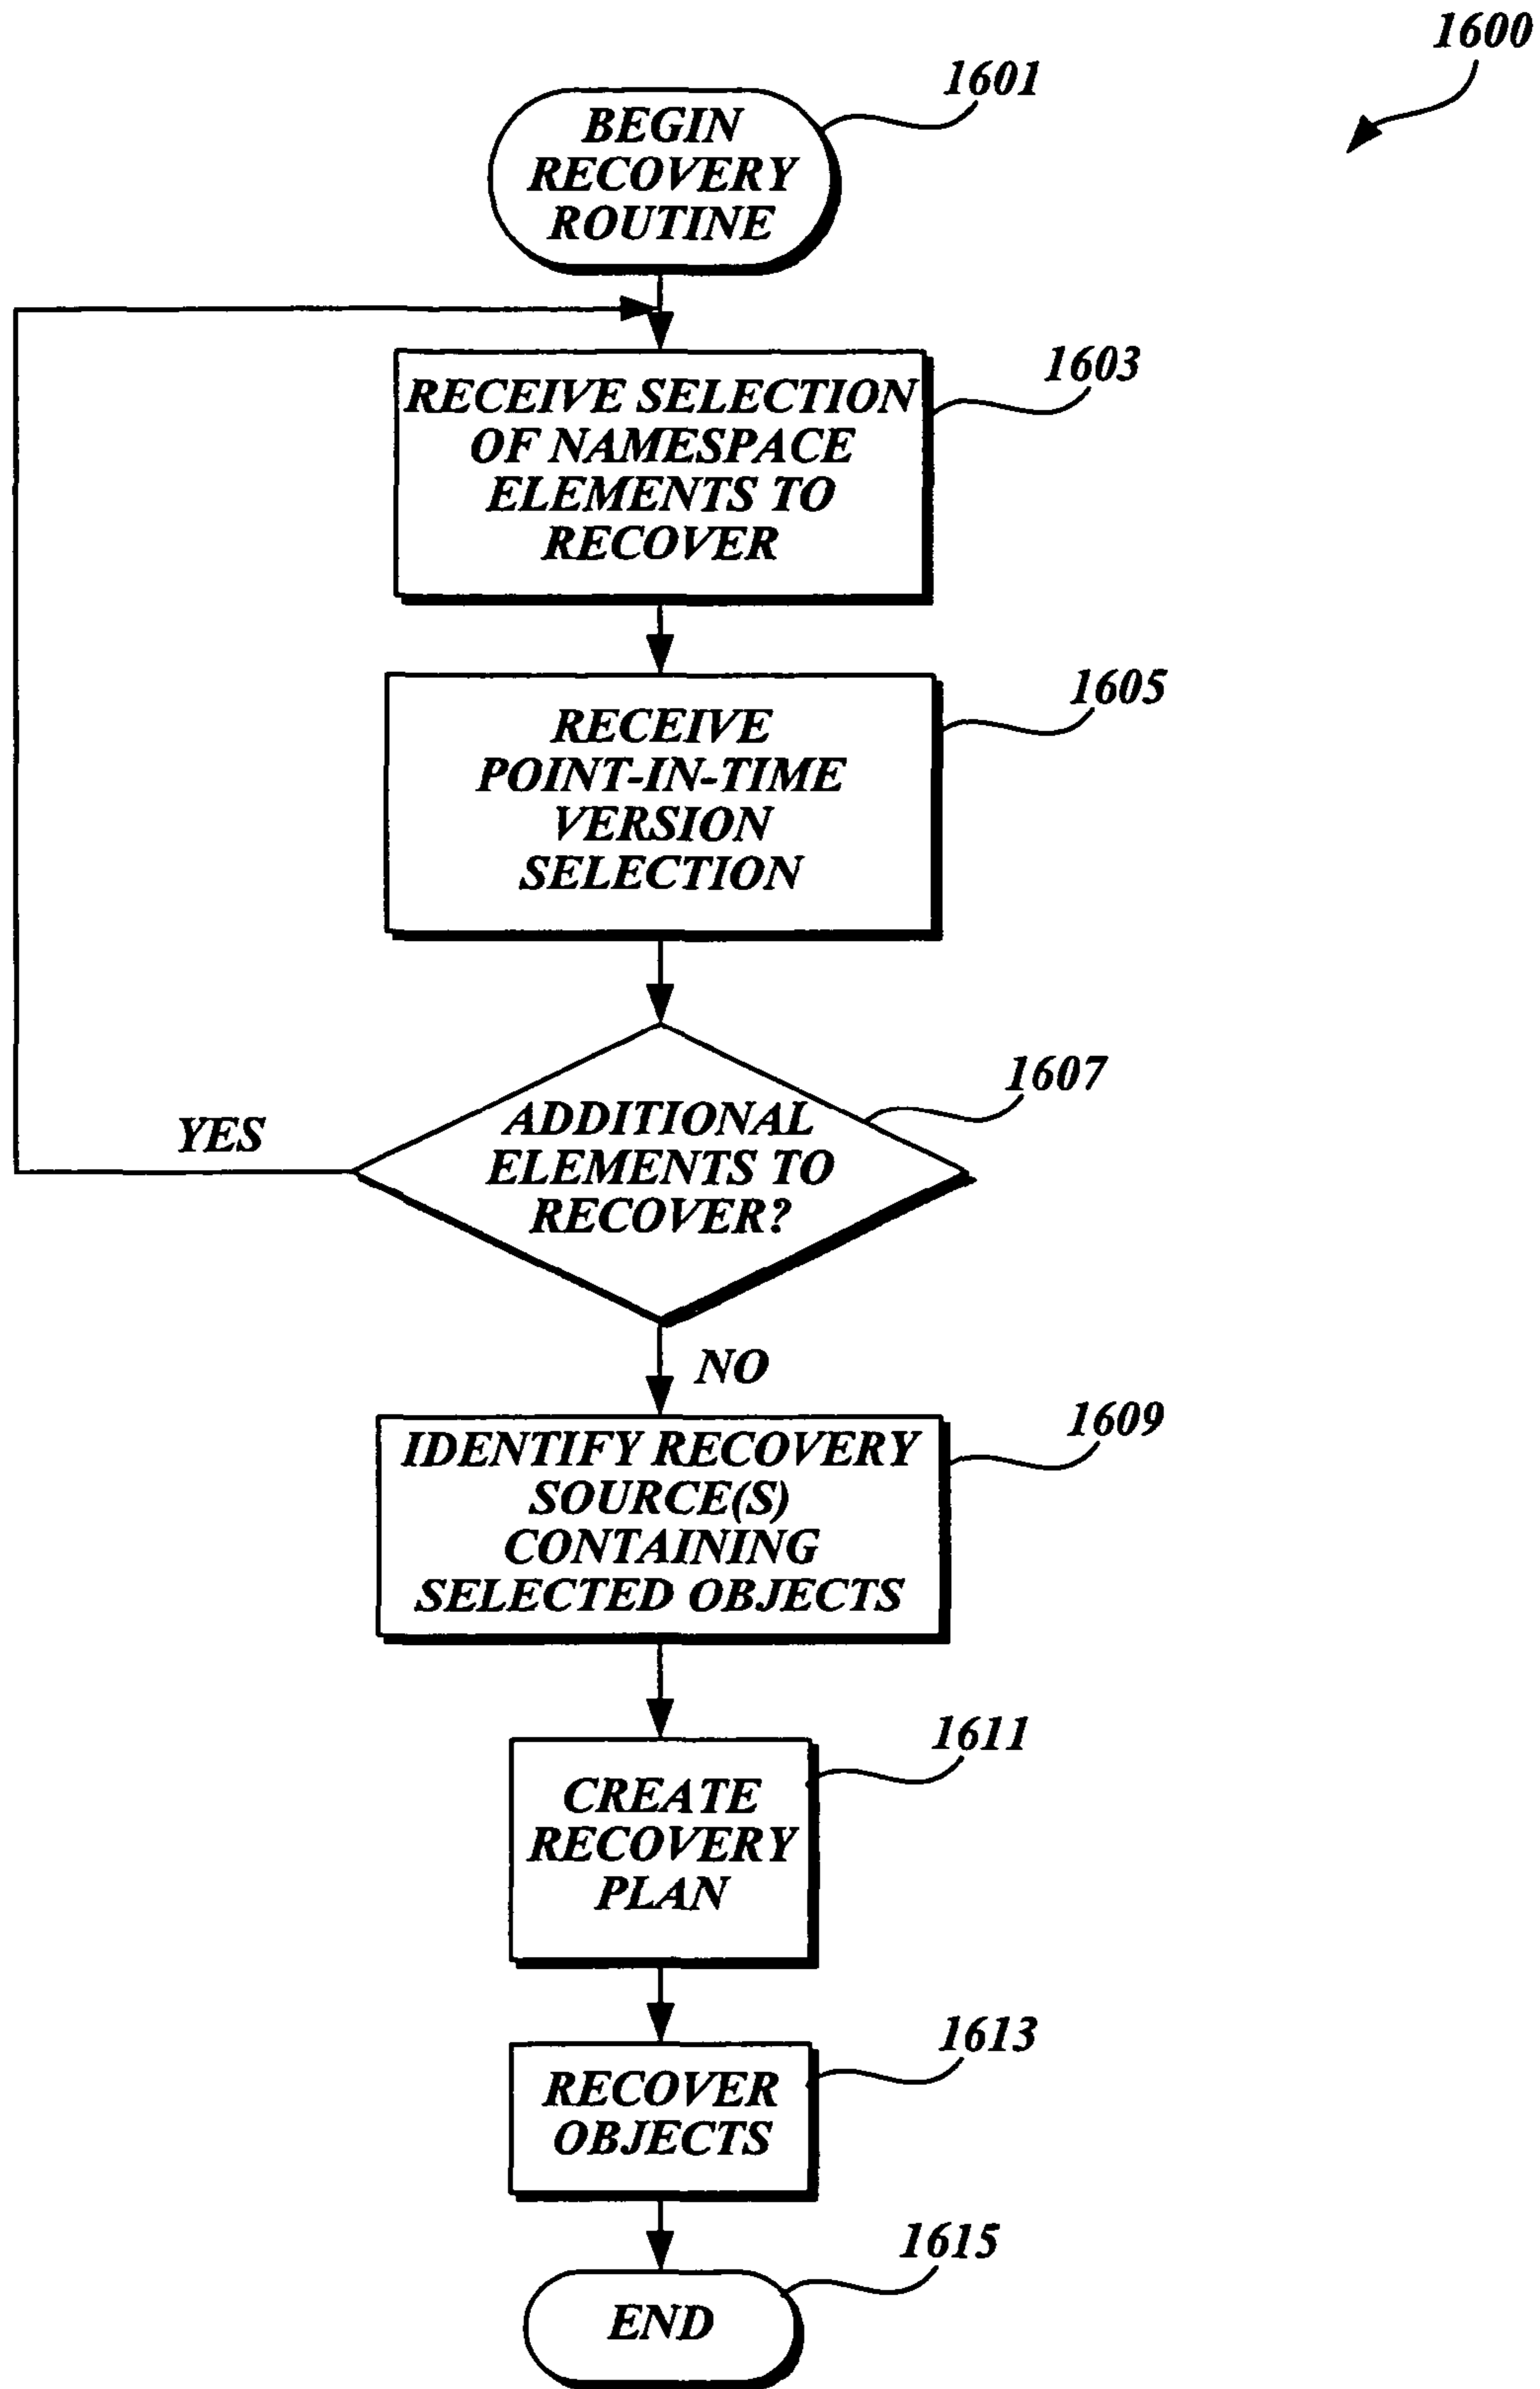 1600
1601
BEGIN
RECOVERY
ROUTINE
1603
RECEIVE SELECTION
OF NAMESPACE
ELEMENTS TO
RECOVER
1605
RECEIVE
POINT-IN-TIME
VERSION
SELECTION
1607
ADDITIONAL
ELEMENTS TO
RECOVER?
YES
NO
1609
IDENTIFY RECOVERY
SOURCE(S)
CONTAINING
SELECTED OBJECTS
1611
CREATE
RECOVERY
PLAN
1613
RECOVER
OBJECTS
1615
END